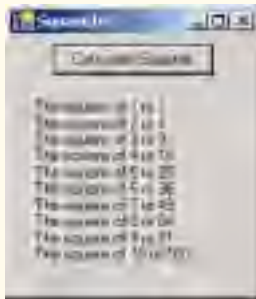 Calculate Squares
The square of 1 is 1
The square of 2 is 4
The square of 3 is 9
The square of 4 is 16
The square of 5 is 25
The square of 6 is 36
The square of 7 is 49
The square of 8 is 64
The square of 9 is 81
The square of 10 is 100